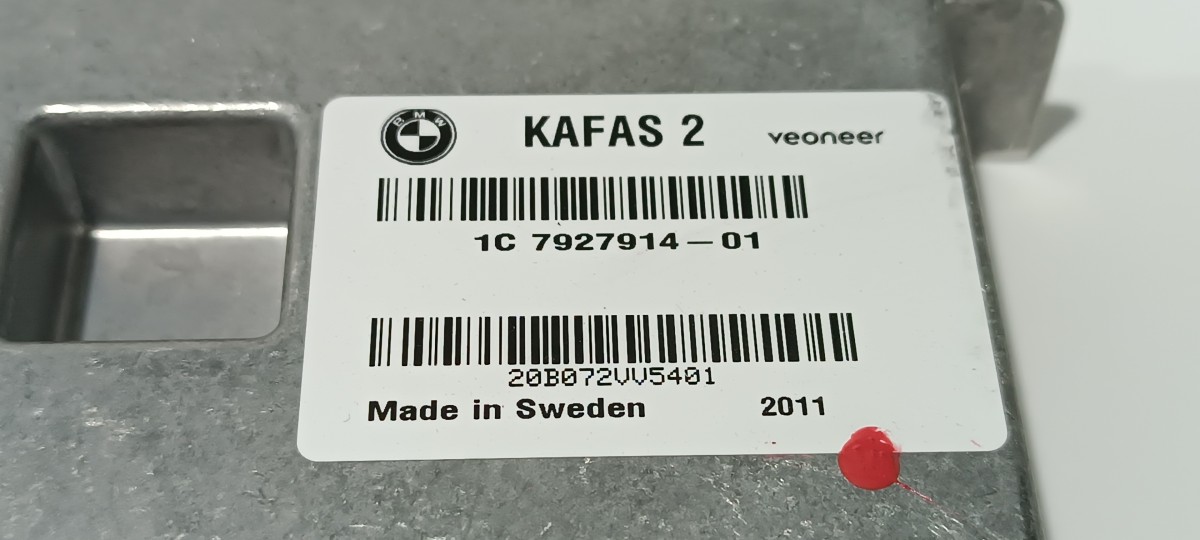 BMW KAFAS 2 veoneer
1C 7927914-01
20B072VV5401
Made in Sweden 2011